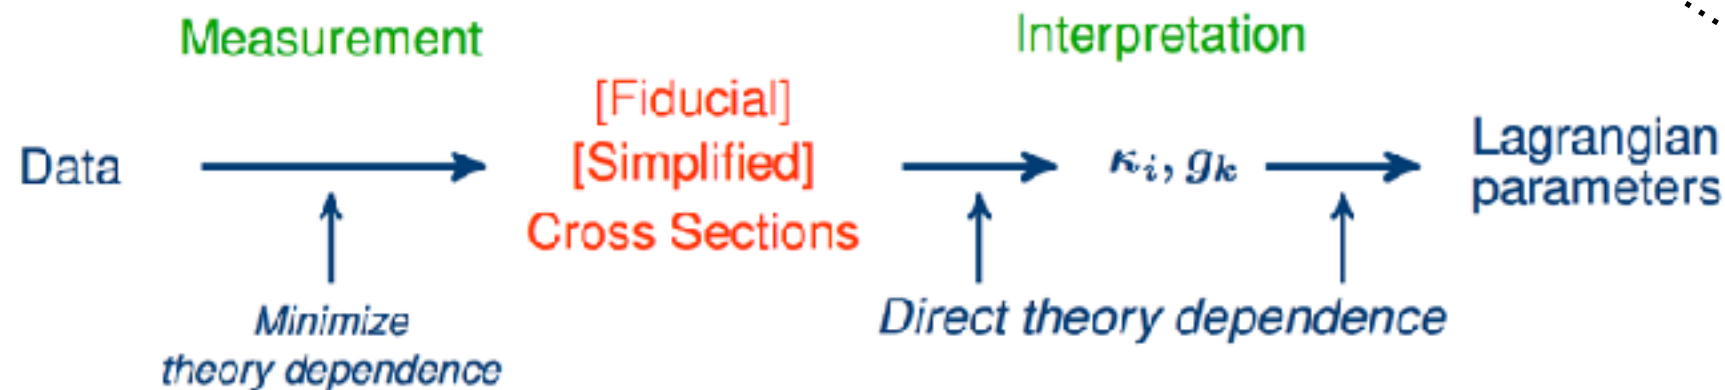 Measurement
Interpretation
[Fiducial]
[Simplified]
Cross Sections
Data
κᵢ, gₖ
Lagrangian
parameters
Minimize
theory dependence
Direct theory dependence